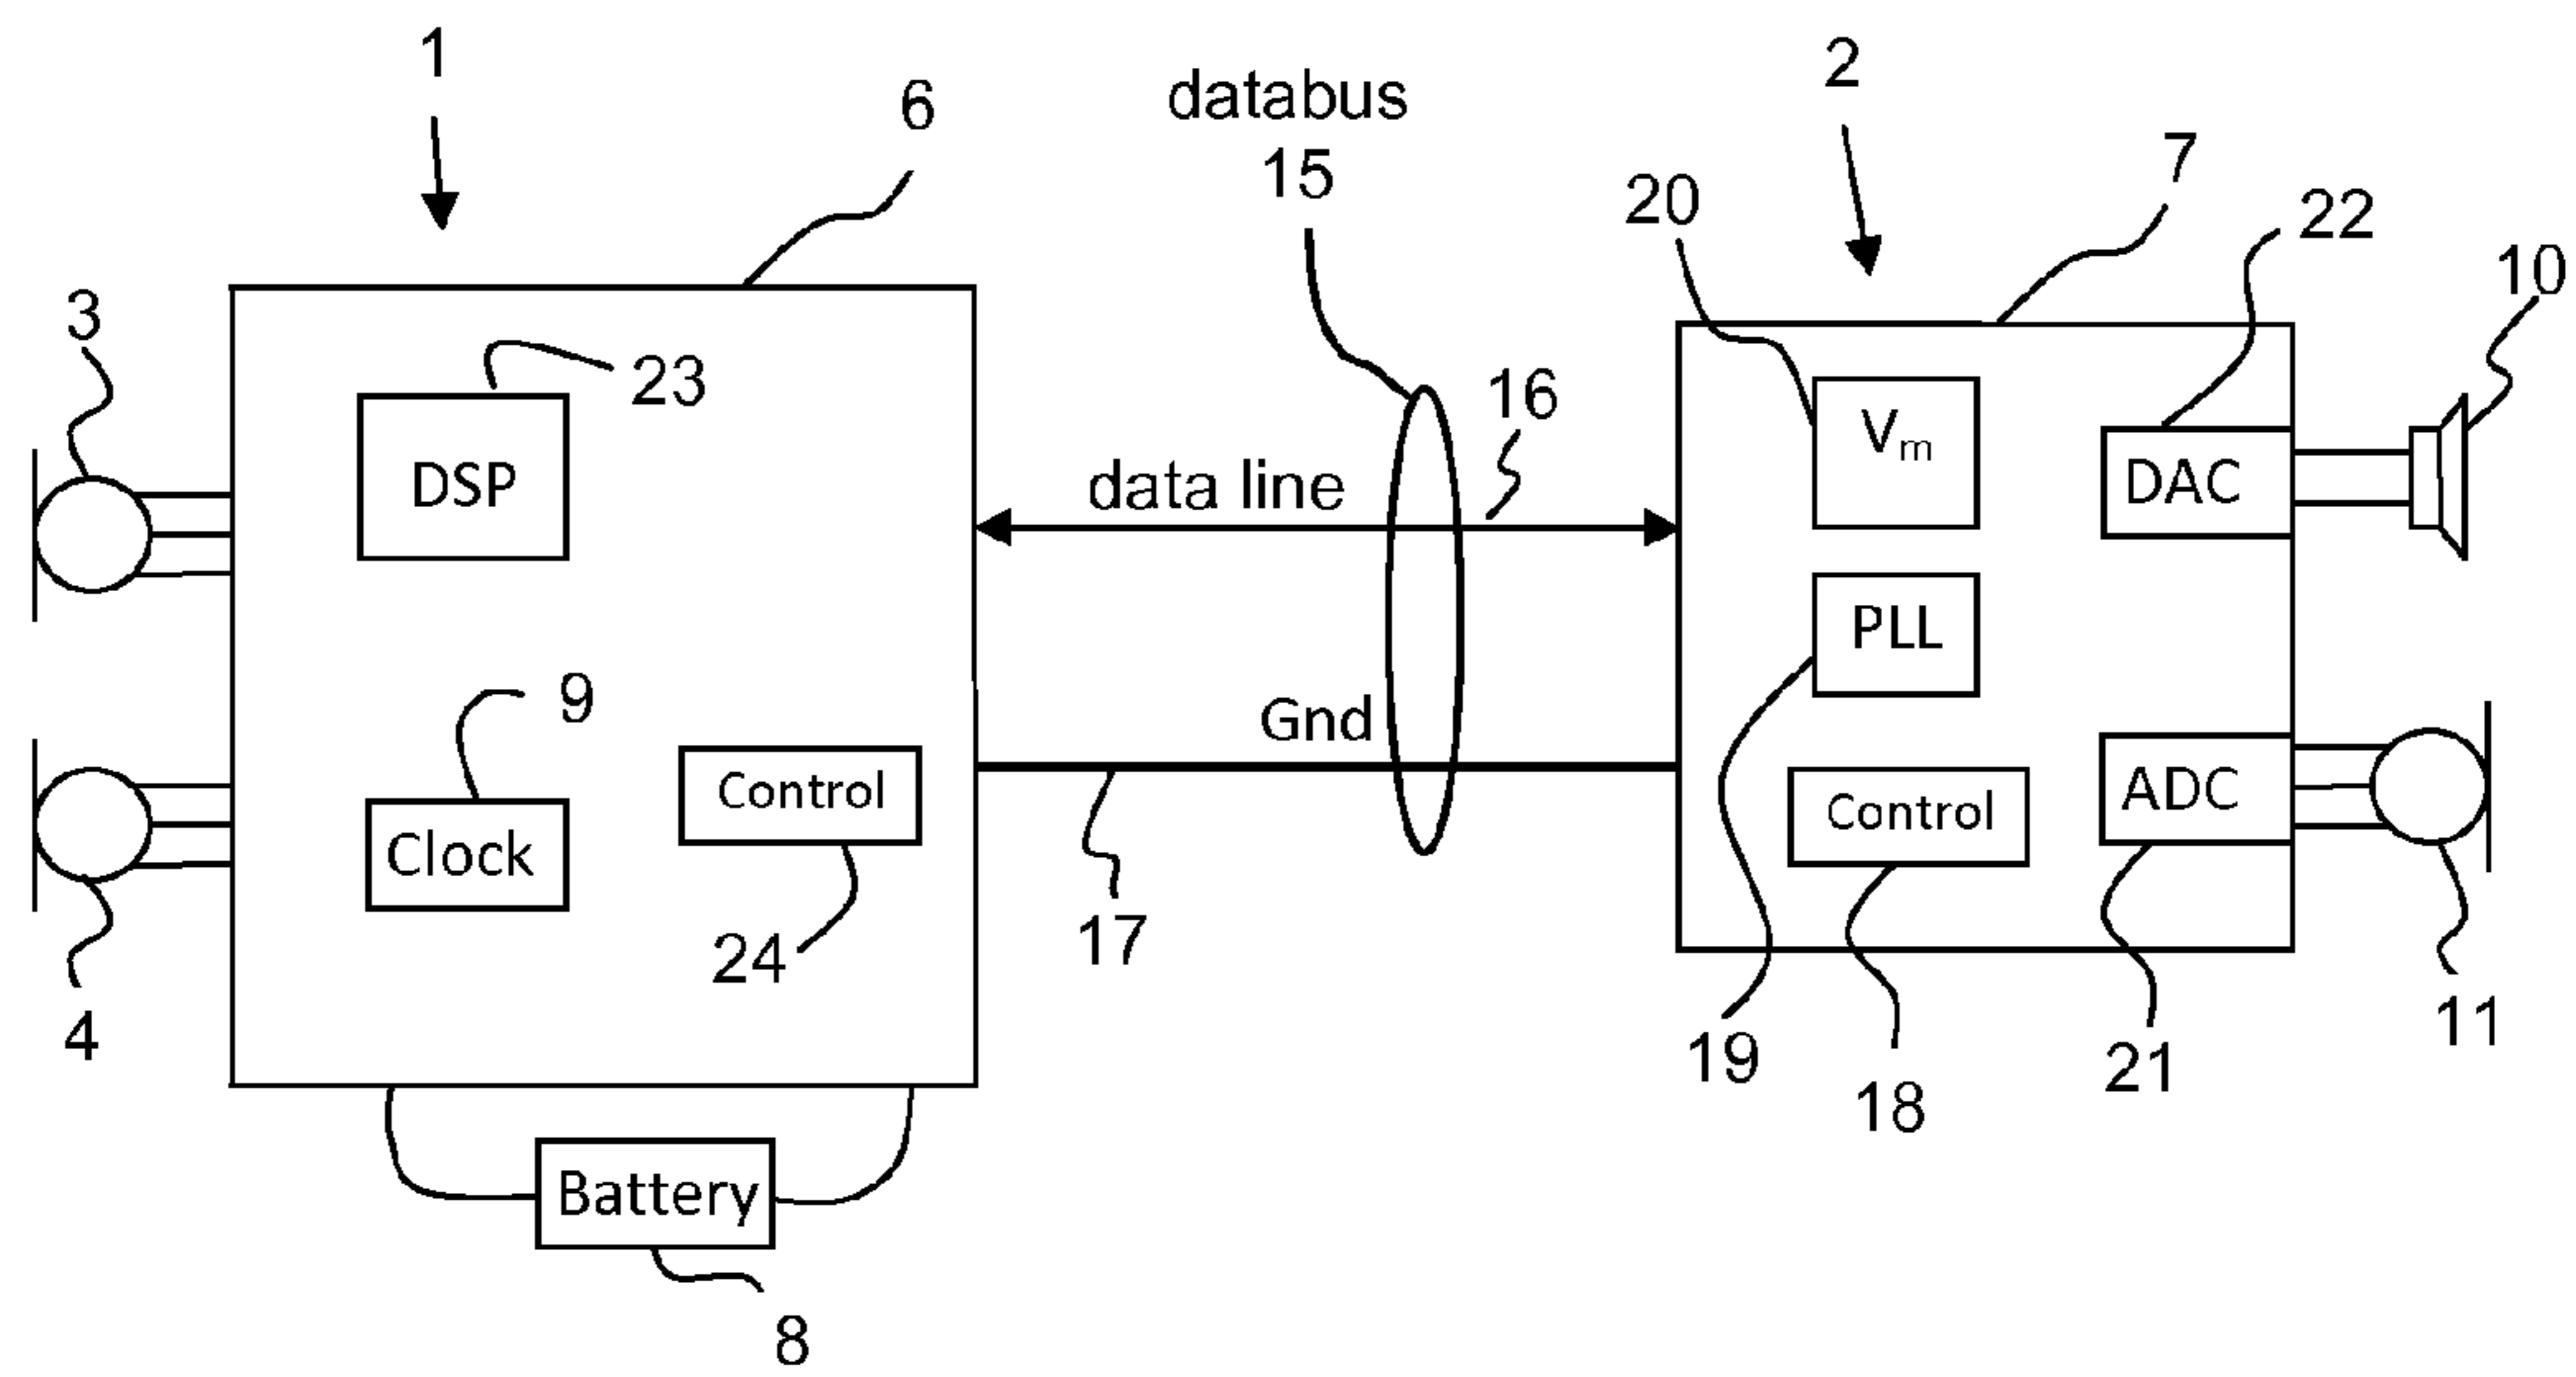 1
6
databus
15
2
7
20
22
10
3
23
16
V
m
DAC
DSP
data line
PLL
9
Gnd
Control
Control
ADC
Clock
24
17
4
19
18
21
11
Battery
8